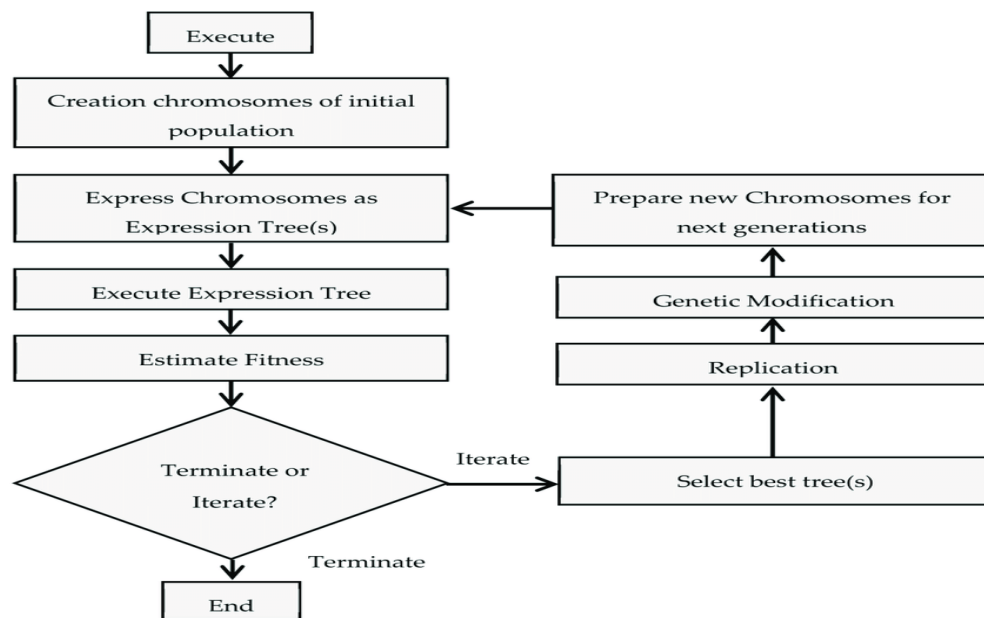 Execute
Creation chromosomes of initial
population
Express Chromosomes as
Expression Tree(s)
Execute Expression Tree
Estimate Fitness
Terminate or
Iterate?
Terminate
End
Iterate
Select best tree(s)
Replication
Genetic Modification
Prepare new Chromosomes for
next generations